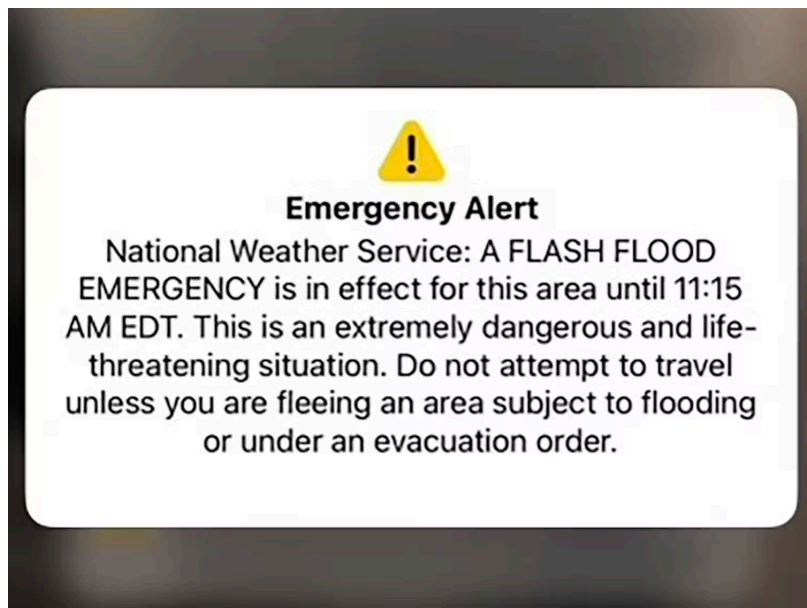 Emergency Alert
National Weather Service: A FLASH FLOOD
EMERGENCY is in effect for this area until 11:15
AM EDT. This is an extremely dangerous and life-
threatening situation. Do not attempt to travel
unless you are fleeing an area subject to flooding
or under an evacuation order.